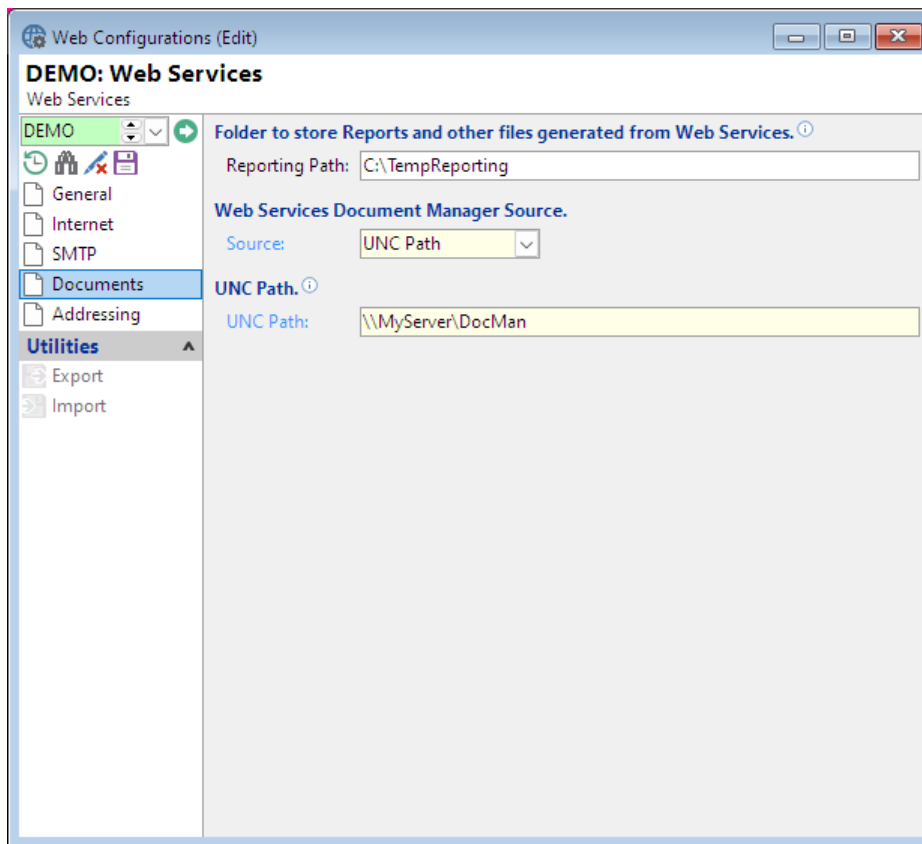 Web Configurations (Edit)
DEMO: Web Services
Web Services
DEMO
General
Internet
SMTP
Documents
Addressing
Utilities
Export
Import
Folder to store Reports and other files generated from Web Services.
Reporting Path: C:\TempReporting
Web Services Document Manager Source.
Source: UNC Path
UNC Path.
UNC Path: \\MyServer\DocMan